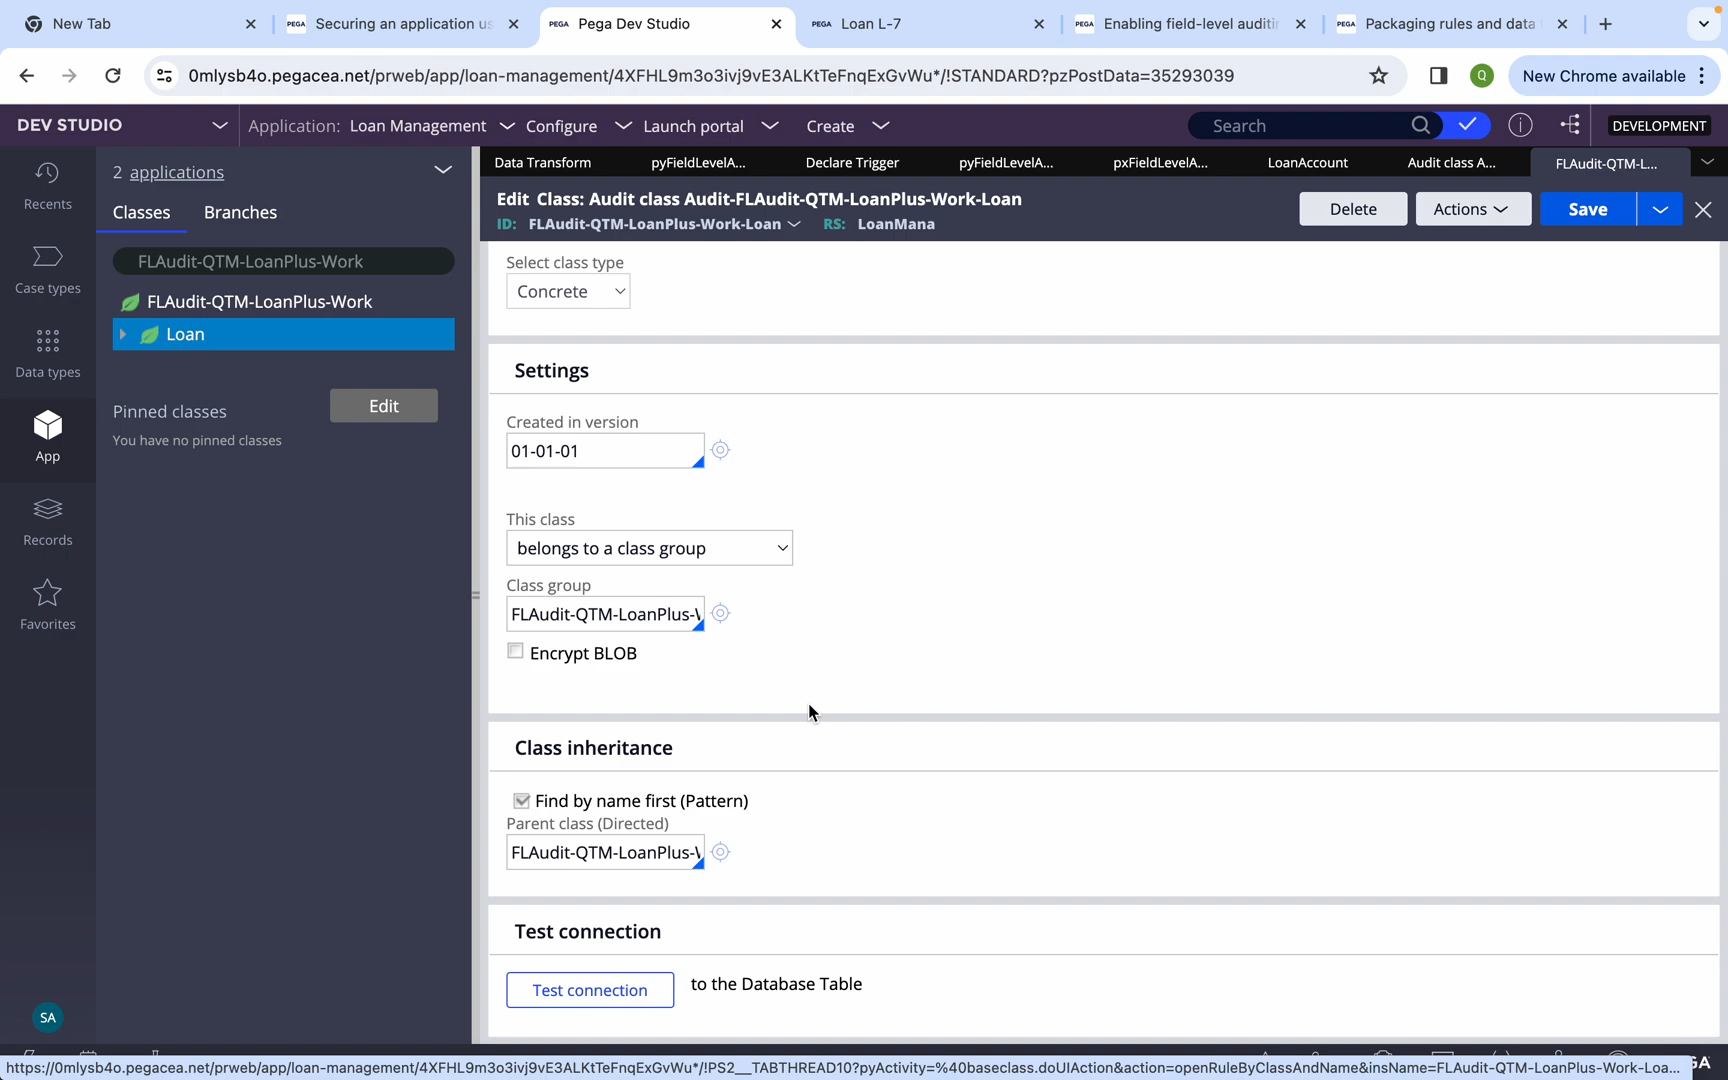 New Tab
PEGA Securing an application us
PEGA Pega Dev Studio
PEGA Loan L-7
PEGA Enabling field-level auditin
PEGA Packaging rules and data
0mlysb4o.pegacea.net/prweb/app/loan-management/4XFHL9m3o3ivj9vE3ALKtTeFnqExGvWu*/!STANDARD?pzPostData=35293039
Q
New Chrome available
DEV STUDIO
Application: Loan Management
Configure
Launch portal
Create
Search
DEVELOPMENT
Recents
Case types
Data types
App
Records
Favorites
SA
2 applications
Classes
Branches
FLAudit-QTM-LoanPlus-Work
FLAudit-QTM-LoanPlus-Work
Loan
Pinned classes
Edit
You have no pinned classes
Data Transform
pyFieldLevelA...
Declare Trigger
pyFieldLevelA...
pxFieldLevelA...
LoanAccount
Audit class A...
FLAudit-QTM-L...
Edit Class: Audit class Audit-FLAudit-QTM-LoanPlus-Work-Loan
ID: FLAudit-QTM-LoanPlus-Work-Loan RS: LoanMana
Delete
Actions
Save
Select class type
Concrete
Settings
Created in version
01-01-01
This class
belongs to a class group
Class group
FLAudit-QTM-LoanPlus-
Encrypt BLOB
Class inheritance
Find by name first (Pattern)
Parent class (Directed)
FLAudit-QTM-LoanPlus-
Test connection
Test connection to the Database Table
https://0mlysb4o.pegacea.net/prweb/app/loan-management/4XFHL9m3o3ivj9vE3ALKtTeFnqExGvWu*/!PS2__TABTHREAD10?pyActivity=%40baseclass.doUIAction&action=openRuleByClassAndName&insName=FLAudit-QTM-LoanPlus-Work-Loa...